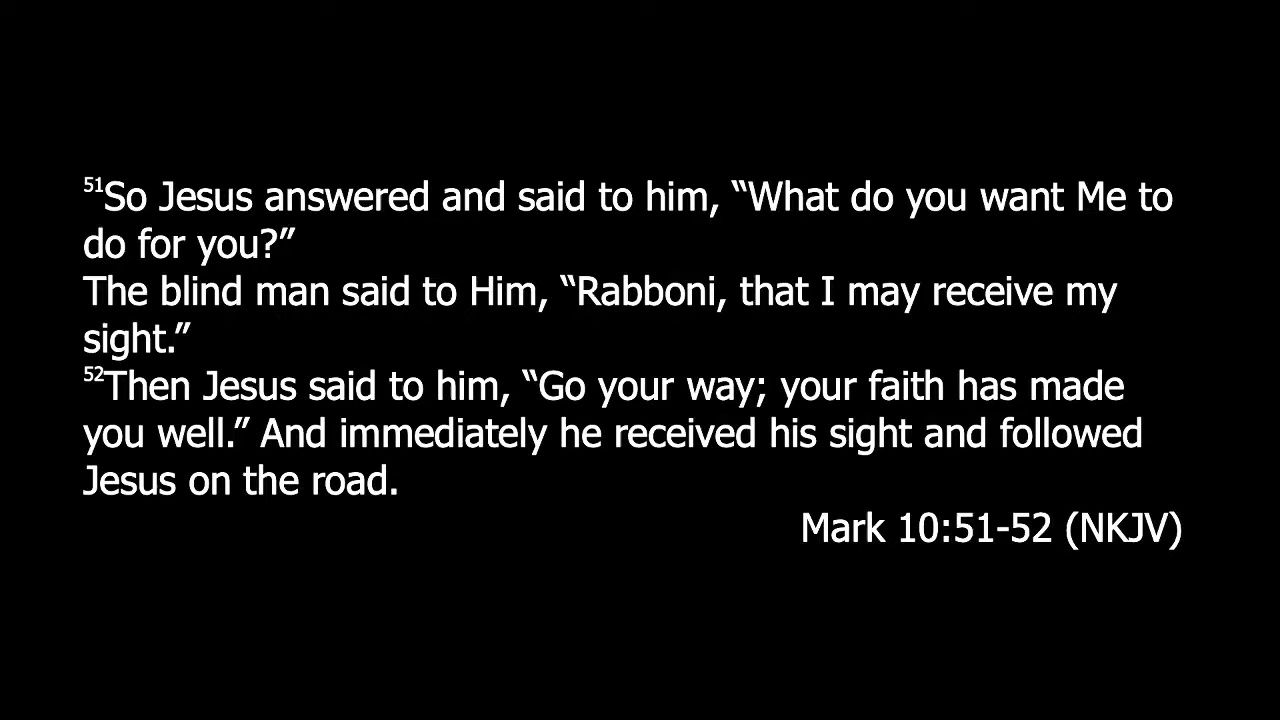 51So Jesus answered and said to him, “What do you want Me to
do for you?”
The blind man said to Him, “Rabboni, that I may receive my
sight.”
52Then Jesus said to him, “Go your way; your faith has made
you well.” And immediately he received his sight and followed
Jesus on the road.
Mark 10:51-52 (NKJV)